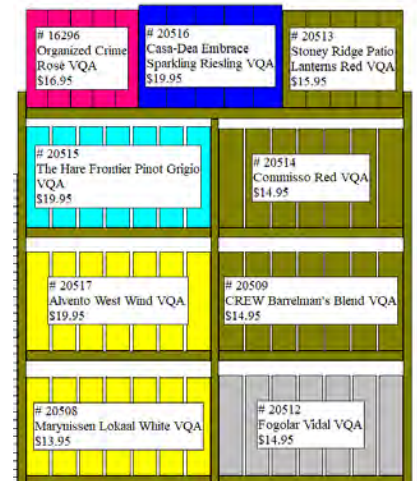 # 16296
Organized Crime
Rosé VQA
$16.95
# 20516
Casa-Dea Embrace
Sparkling Riesling VQA
$19.95
# 20513
Stoney Ridge Patio
Lanterns Red VQA
$15.95
# 20515
The Hare Frontier Pinot Grigio
VQA
$19.95
# 20514
Commisso Red VQA
$14.95
# 20517
Alvento West Wind VQA
$19.95
# 20509
CREW Barrelman's Blend VQA
$14.95
# 20508
Marynissen Lokaal White VQA
$13.95
# 20512
Fogolar Vidal VQA
$14.95